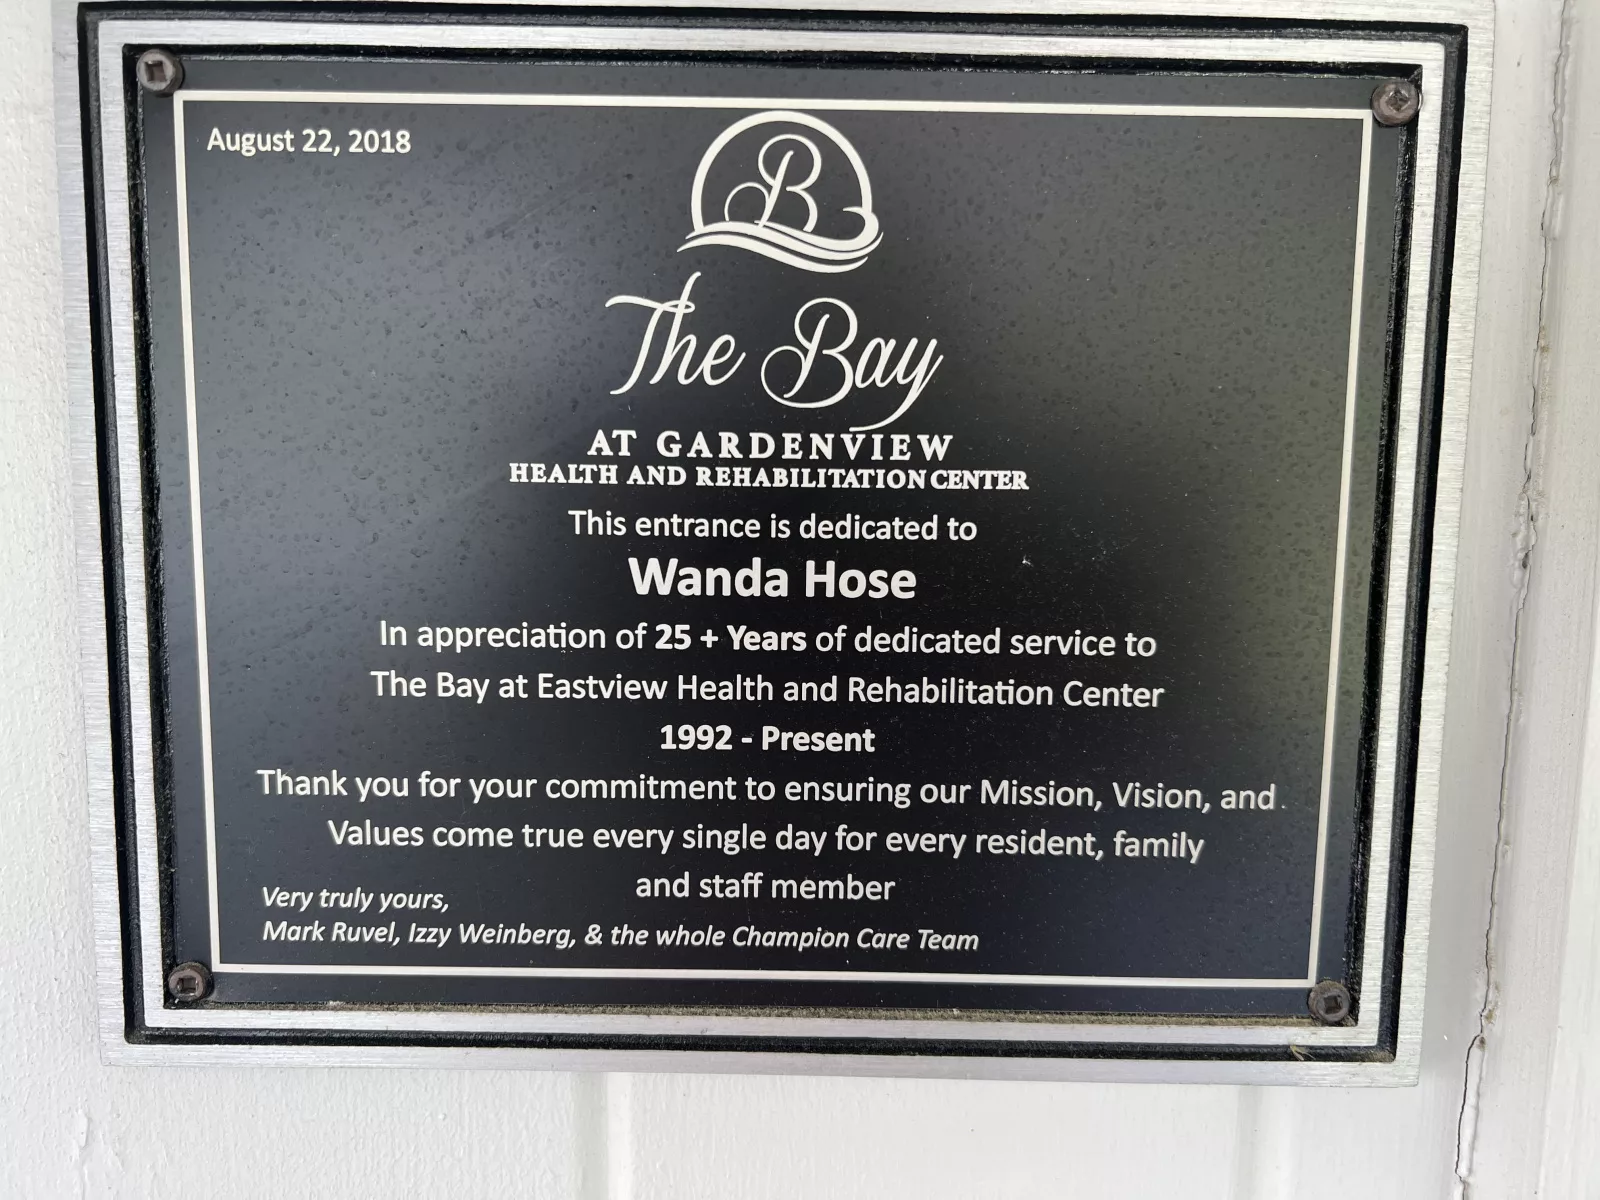 August 22, 2018
B
The Bay
AT GARDENVIEW
HEALTH AND REHABILITATION CENTER
This entrance is dedicated to
Wanda Hose
In appreciation of 25 + Years of dedicated service to
The Bay at Eastview Health and Rehabilitation Center
1992 - Present
Thank you for your commitment to ensuring our Mission, Vision, and
Values come true every single day for every resident, family
and staff member
Very truly yours,
Mark Ruvel, Izzy Weinberg, & the whole Champion Care Team